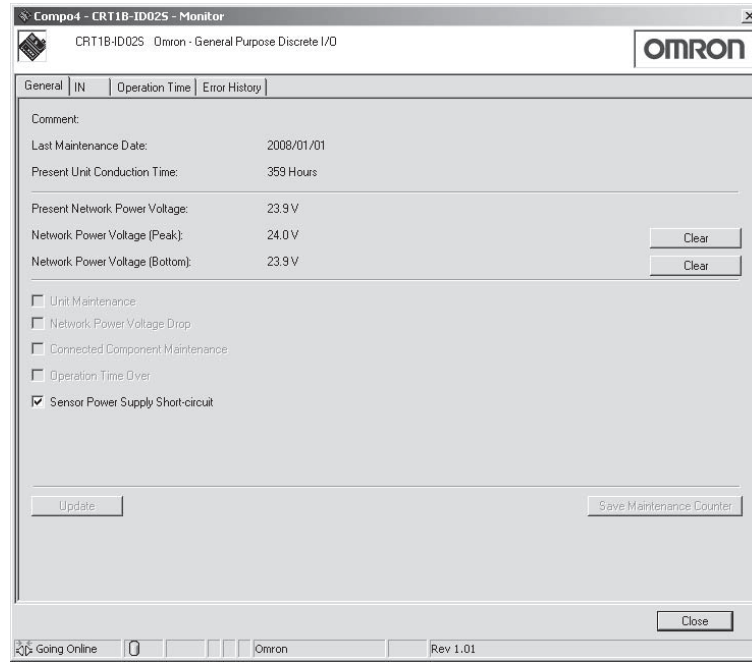 Compo4 - CRT1B-ID02S - Monitor
CRT1B-ID02S Omron - General Purpose Discrete I/O
OMRON
General IN Operation Time Error History
Comment:
Last Maintenance Date: 2008/01/01
Present Unit Conduction Time: 359 Hours
Present Network Power Voltage: 23.9 V
Network Power Voltage (Peak): 24.0 V Clear
Network Power Voltage (Bottom): 23.9 V Clear
Unit Maintenance
Network Power Voltage Drop
Connected Component Maintenance
Operation Time Over
Sensor Power Supply Short-circuit
Update Save Maintenance Counter
Close
Going Online Omron Rev 1.01